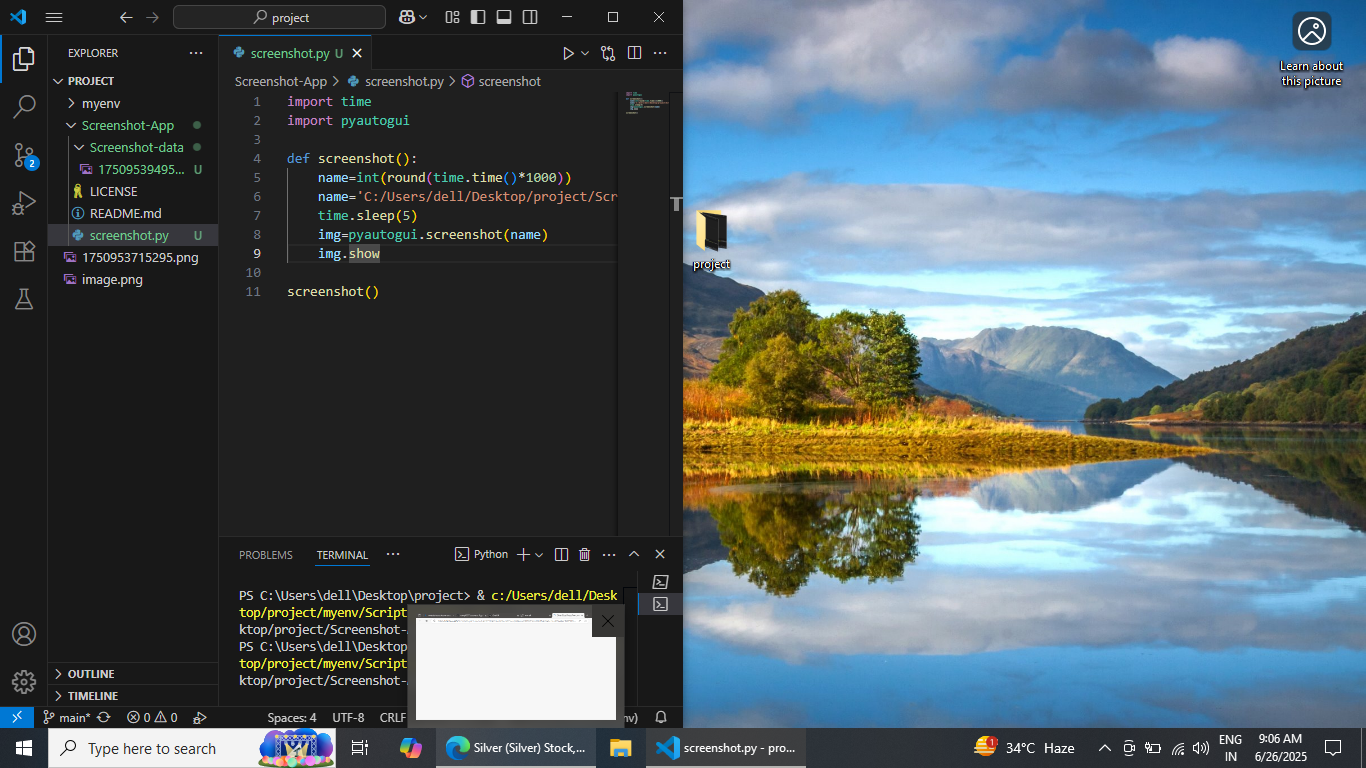 project
EXPLORER
PROJECT
myenv
Screenshot-App
Screenshot-data
17509539495... U
LICENSE
README.md
screenshot.py U
1750953715295.png
image.png
OUTLINE
TIMELINE
2
screenshot.py U
Screenshot-App > screenshot.py > screenshot
1 import time
2 import pyautogui
3
4 def screenshot():
5 name=int(round(time.time()*1000))
6 name='C:/Users/dell/Desktop/project/Scr
7 time.sleep(5)
8 img=pyautogui.screenshot(name)
9 img.show
10
11 screenshot()
PROBLEMS TERMINAL Python
PS C:\Users\dell\Desktop\project> & c:/Users/dell/Desk
top/project/myenv/Script
ktop/project/Screenshot-
PS C:\Users\dell\Desktop
top/project/myenv/Script
ktop/project/Screenshot-
main* 0 0 Spaces: 4 UTF-8 CRLF
Learn about
this picture
project
Type here to search
Silver (Silver) Stock,...
screenshot.py - pro...
1
34°C Haze
ENG
IN
9:06 AM
6/26/2025